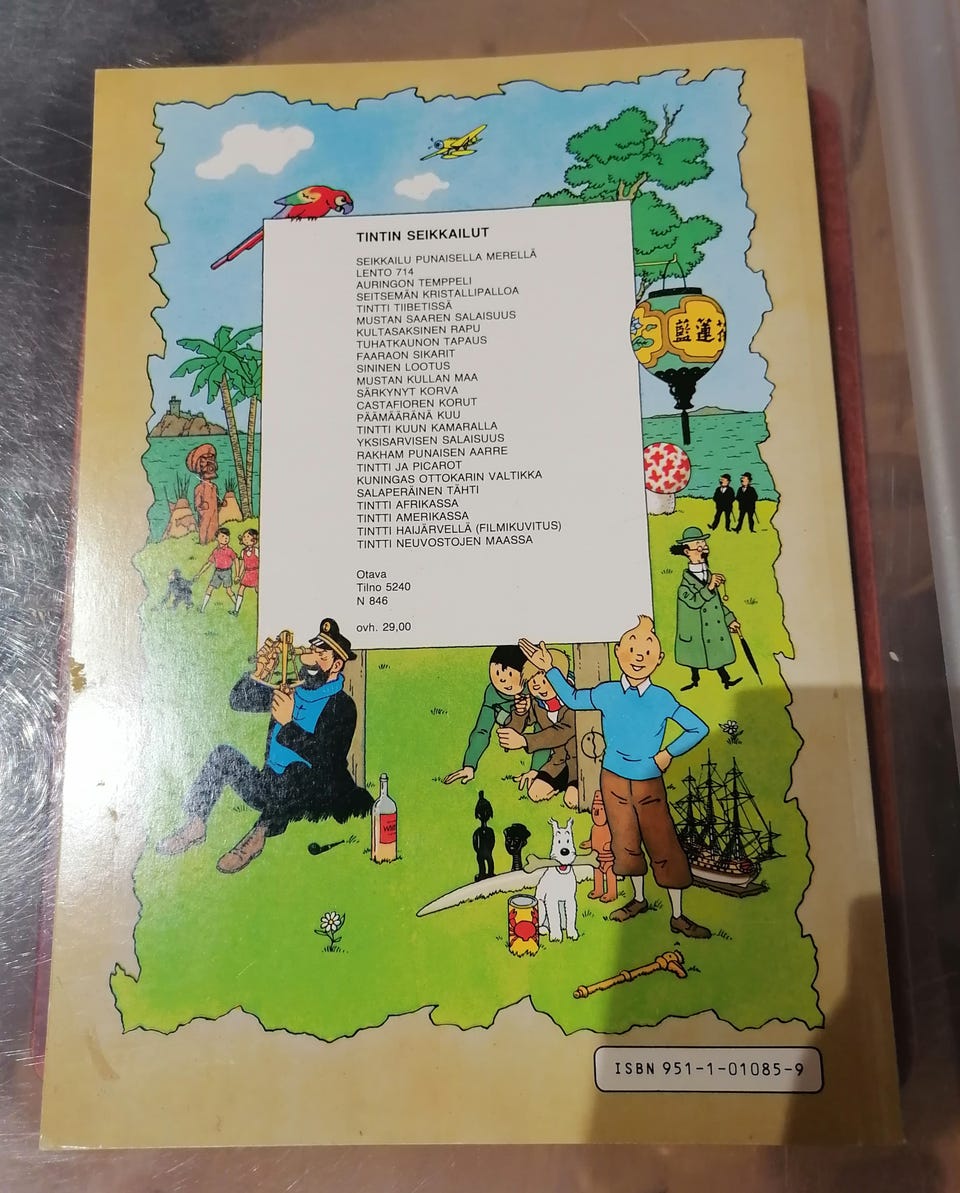 TINTIN SEIKKAILUT
SEIKKAILU PUNAISELLA MERELLÄ
LENTO 714
AURINGON TEMPPELI
SEITSEMÄN KRISTALLIPALLOA
TINTTI TIIBETISSÄ
MUSTAN SAAREN SALAISUUS
KULTASAKSINEN RAPU
TUHATKAUNON TAPAUS
FAARAON SIKARIT
SININEN LOOTUS
MUSTAN KULLAN MAA
SÄRKYNYT KORVA
CASTAFIOREN KORUT
PÄÄMÄÄRÄNÄ KUU
TINTTI KUUN KAMARALLA
YKSISARVISEN SALAISUUS
RAKHAM PUNAISEN AARRE
TINTTI JA PICAROT
KUNINGAS OTTOKARIN VALTIKKA
SALAPERÄINEN TÄHTI
TINTTI AFRIKASSA
TINTTI AMERIKASSA
TINTTI HAIJÄRVELLÄ (FILMIKUVITUS)
TINTTI NEUVOSTOJEN MAASSA
Otava
Tilno 5240
N 846
ovh. 29,00
藍蓮花
ISBN 951-1-01085-9